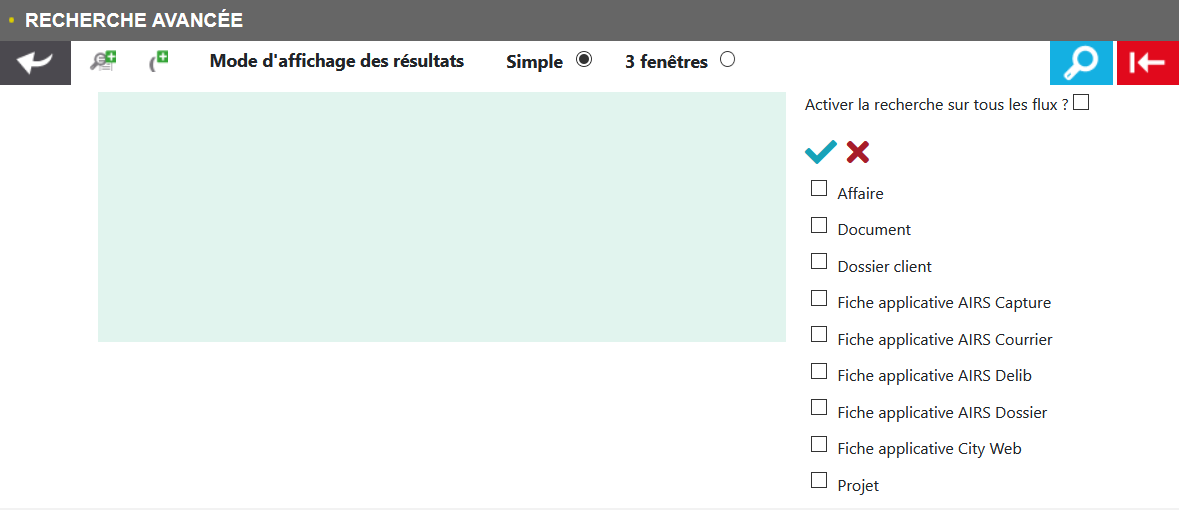 RECHERCHE AVANCÉE
Mode d'affichage des résultats Simple 3 fenêtres
Activer la recherche sur tous les flux ?
Affaire
Document
Dossier client
Fiche applicative AIRS Capture
Fiche applicative AIRS Courrier
Fiche applicative AIRS Delib
Fiche applicative AIRS Dossier
Fiche applicative City Web
Projet